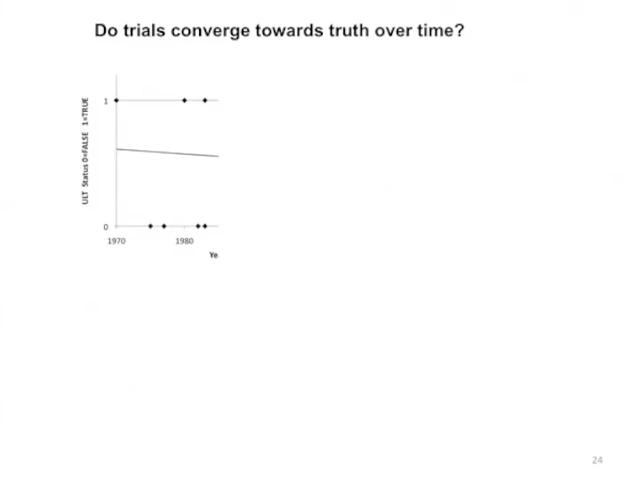 Do trials converge towards truth over time?
ULT Status 0=FALSE 1=TRUE
1
0
1970 1980
Ye
24